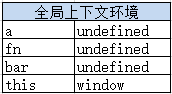 全局上下文环境
a undefined
fn undefined
bar undefined
this window